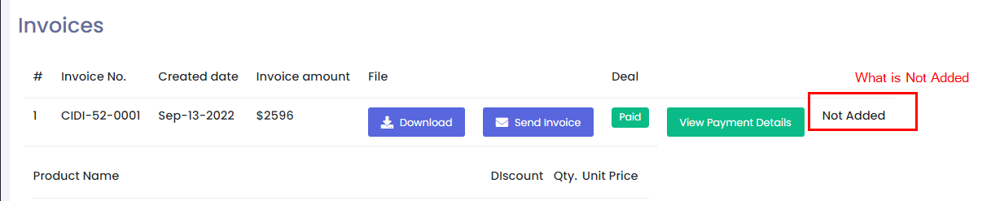 Invoices
# Invoice No. Created date Invoice amount File Deal What is Not Added
1 CIDI-52-0001 Sep-13-2022 $2596 Download Send Invoice Paid View Payment Details Not Added
Product Name DIscount Qty. Unit Price